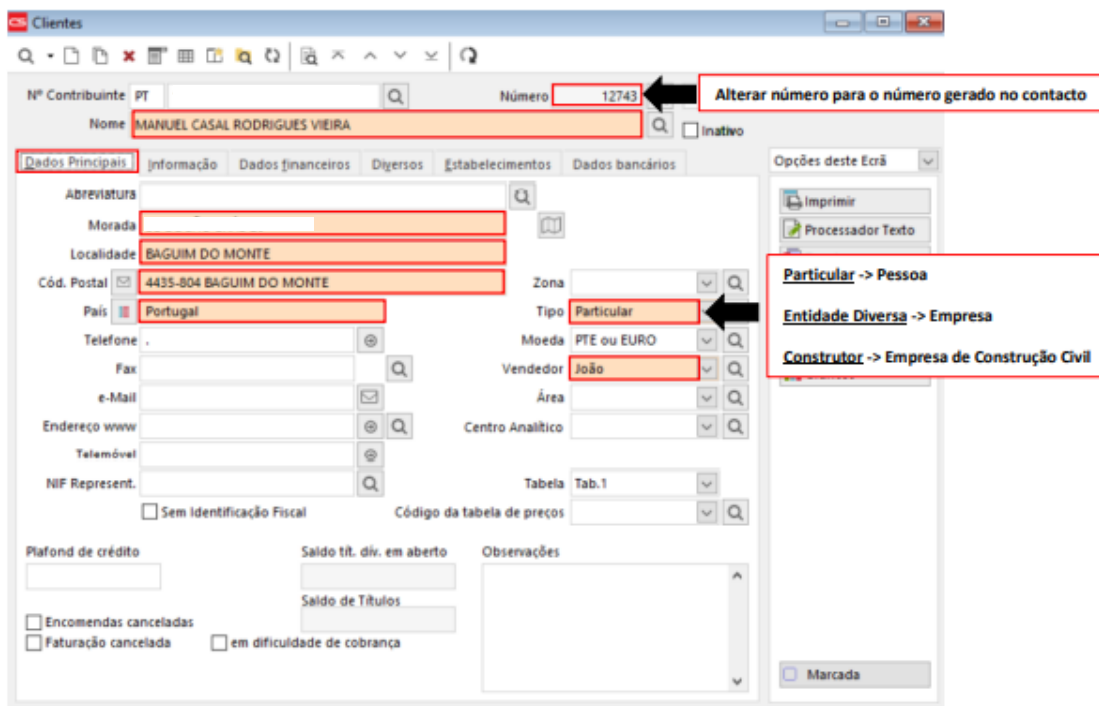 CS Clientes
Nº Contribuinte PT Número 12743 Alterar número para o número gerado no contacto
Nome MANUEL CASAL RODRIGUES VIEIRA Inativo
Dados Principais Informação Dados financeiros Diversos Estabelecimentos Dados bancários Opções deste Ecrã
Abreviatura Imprimir
Morada Processador Texto
Localidade BAGUIM DO MONTE
Cód. Postal 4435-804 BAGUIM DO MONTE Zona Particular -> Pessoa
País Portugal Tipo Particular Entidade Diversa -> Empresa
Telefone . Moeda PTE ou EURO Construtor -> Empresa de Construção Civil
Fax Vendedor João
e-Mail Área
Endereço www Centro Analítico
Telemóvel
NIF Represent. Tabela Tab.1
Sem Identificação Fiscal Código da tabela de preços
Plafond de crédito Saldo tít. dív. em aberto Observações
Saldo de Títulos
Encomendas canceladas
Faturação cancelada em dificuldade de cobrança
Marcada